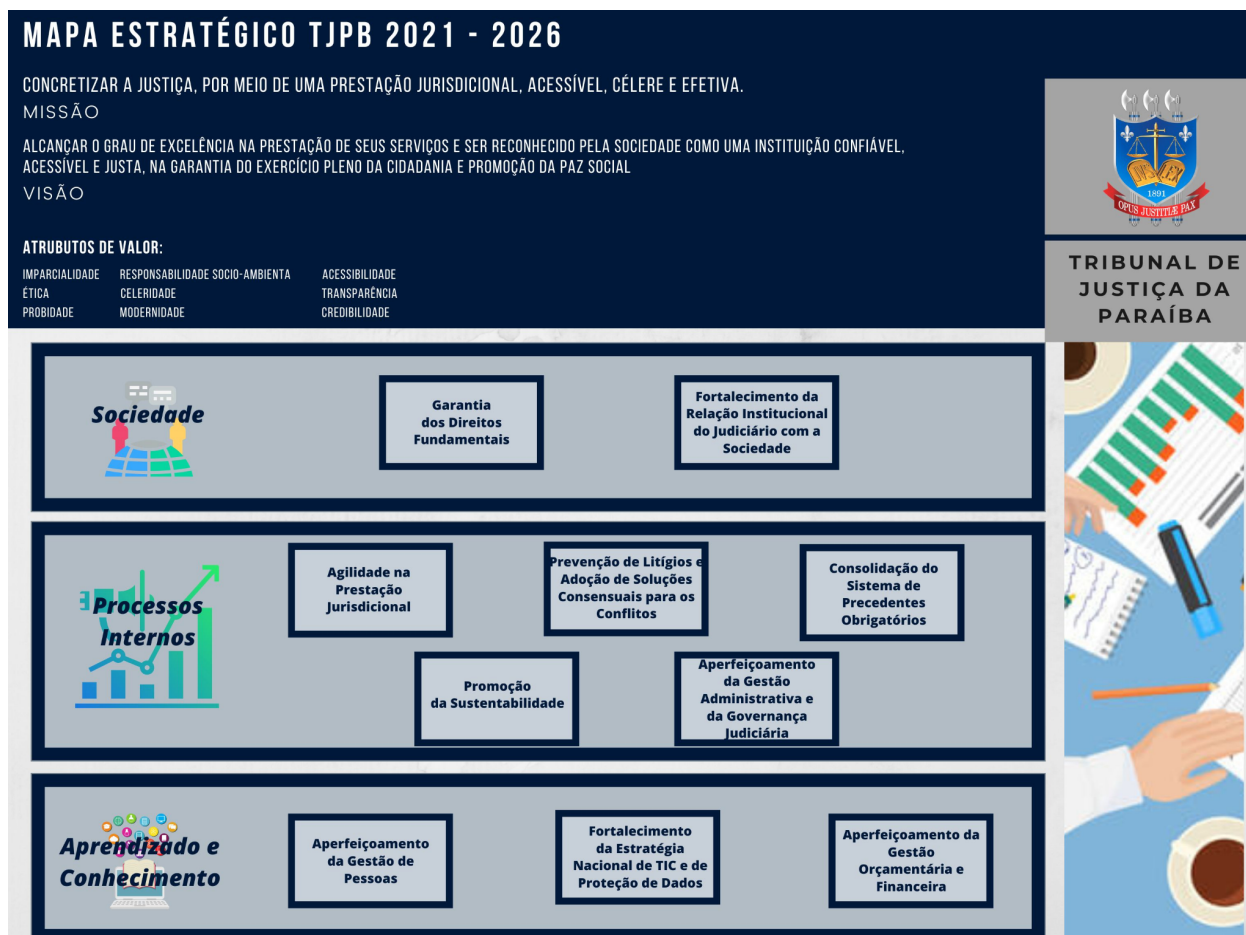 MAPA ESTRATÉGICO TJPB 2021 - 2026
CONCRETIZAR A JUSTIÇA, POR MEIO DE UMA PRESTAÇÃO JURISDICIONAL, ACESSÍVEL, CÉLERE E EFETIVA.
MISSÃO
ALCANÇAR O GRAU DE EXCELÊNCIA NA PRESTAÇÃO DE SEUS SERVIÇOS E SER RECONHECIDO PELA SOCIEDADE COMO UMA INSTITUIÇÃO CONFIÁVEL,
ACESSÍVEL E JUSTA, NA GARANTIA DO EXERCÍCIO PLENO DA CIDADANIA E PROMOÇÃO DA PAZ SOCIAL
VISÃO
ATRUBUTOS DE VALOR:
IMPARCIALIDADE RESPONSABILIDADE SOCIO-AMBIENTA ACESSIBILIDADE
ÉTICA CELERIDADE TRANSPARÊNCIA
PROBIDADE MODERNIDADE CREDIBILIDADE
1891
OPUS JUSTITIÆ PAX
TRIBUNAL DE
JUSTIÇA DA
PARAÍBA
Sociedade
Garantia
dos Direitos
Fundamentais
Fortalecimento da
Relação Institucional
do Judiciário com a
Sociedade
Processos
Internos
Agilidade na
Prestação
Jurisdicional
Prevenção de Litígios e
Adoção de Soluções
Consensuais para os
Conflitos
Consolidação do
Sistema de
Precedentes
Obrigatórios
Promoção
da Sustentabilidade
Aperfeiçoamento
da Gestão
Administrativa e
da Governança
Judiciária
Aprendizado e
Conhecimento
Aperfeiçoamento
da Gestão de
Pessoas
Fortalecimento
da Estratégia
Nacional de TIC e de
Proteção de Dados
Aperfeiçoamento da
Gestão
Orçamentária e
Financeira